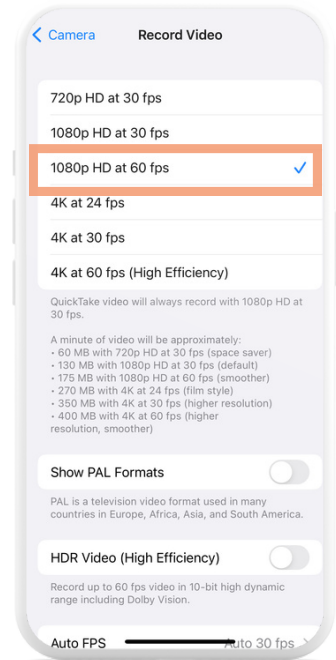 Camera Record Video
720p HD at 30 fps
1080p HD at 30 fps
1080p HD at 60 fps
4K at 24 fps
4K at 30 fps
4K at 60 fps (High Efficiency)
QuickTake video will always record with 1080p HD at
30 fps.
A minute of video will be approximately:
• 60 MB with 720p HD at 30 fps (space saver)
• 130 MB with 1080p HD at 30 fps (default)
• 175 MB with 1080p HD at 60 fps (smoother)
• 270 MB with 4K at 24 fps (film style)
• 350 MB with 4K at 30 fps (higher resolution)
• 400 MB with 4K at 60 fps (higher
resolution, smoother)
Show PAL Formats
PAL is a television video format used in many
countries in Europe, Africa, Asia, and South America.
HDR Video (High Efficiency)
Record up to 60 fps video in 10-bit high dynamic
range including Dolby Vision.
Auto FPS Auto 30 fps